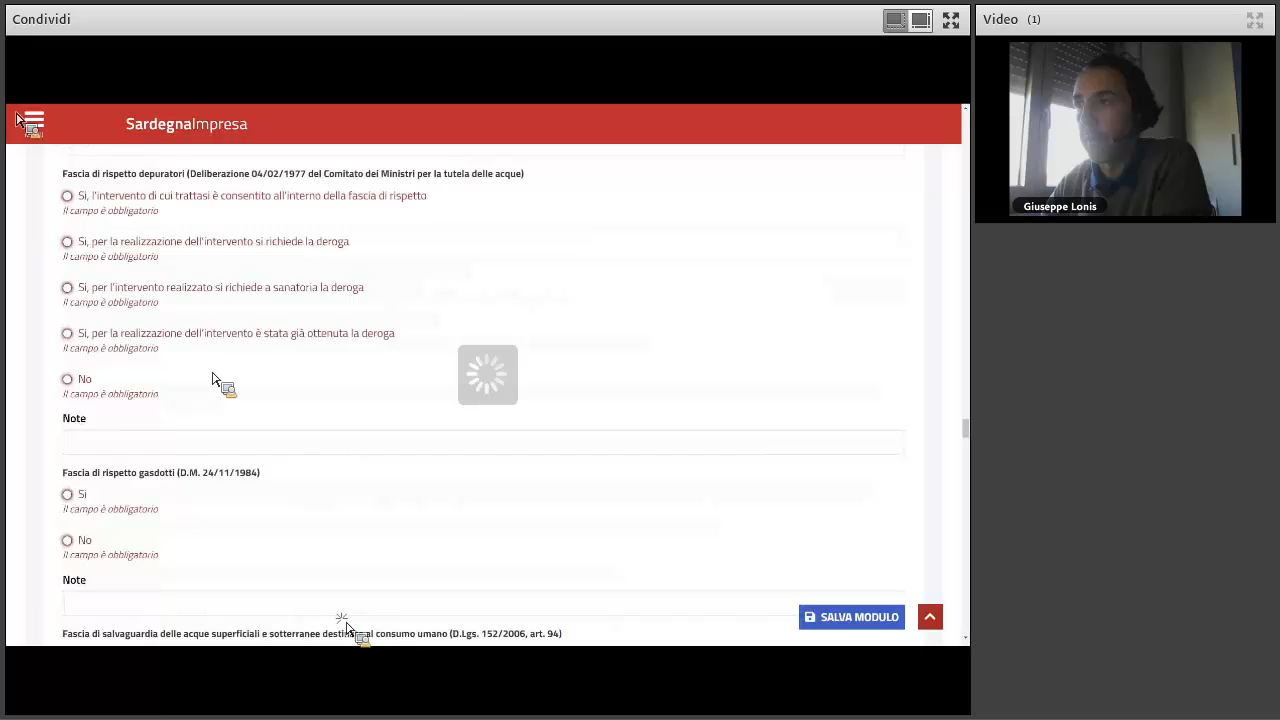 Condividi
Video (1)
SardegnaImpresa
Giuseppe Lonis
Fascia di rispetto depuratori (Deliberazione 04/02/1977 del Comitato dei Ministri per la tutela delle acque)
Si, l'intervento di cui trattasi è consentito all'interno della fascia di rispetto
Il campo è obbligatorio
Si, per la realizzazione dell'intervento si richiede la deroga
Il campo è obbligatorio
Si, per l'intervento realizzato si richiede a sanatoria la deroga
Il campo è obbligatorio
Si, per la realizzazione dell'intervento è stata già ottenuta la deroga
Il campo è obbligatorio
No
Il campo è obbligatorio
Note
Fascia di rispetto gasdotti (D.M. 24/11/1984)
Si
Il campo è obbligatorio
No
Il campo è obbligatorio
Note
SALVA MODULO
Fascia di salvaguardia delle acque superficiali e sotterranee al consumo umano (D.Lgs. 152/2006, art. 94)